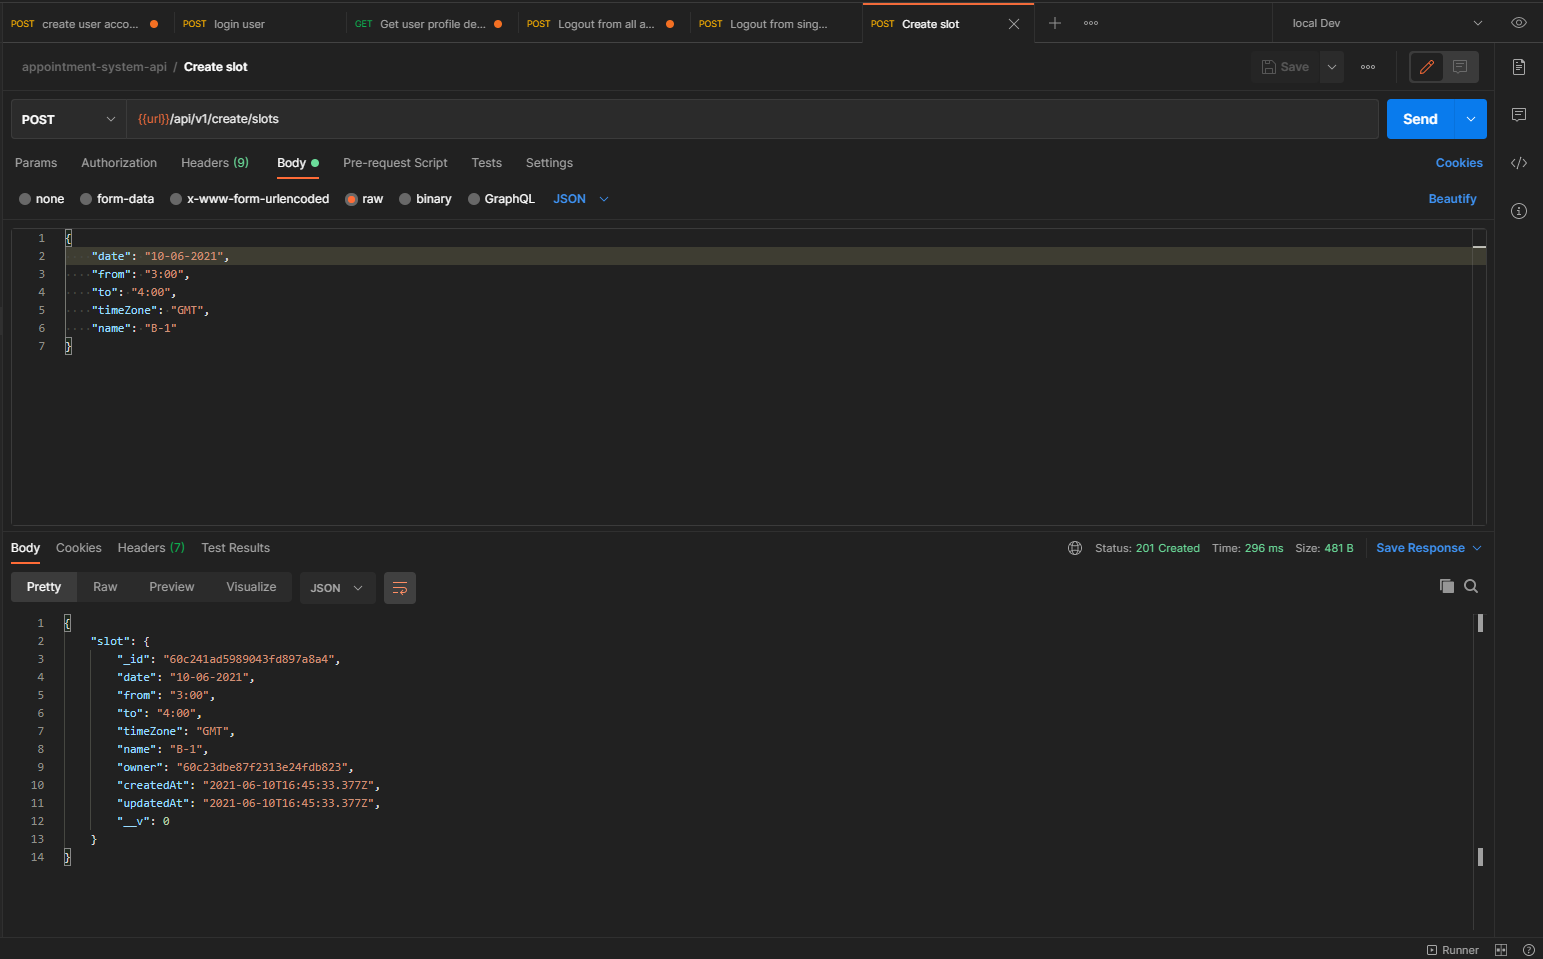 POST create user acco... POST login user GET Get user profile de... POST Logout from all a... POST Logout from sing... POST Create slot local Dev
appointment-system-api / Create slot Save
POST {{url}}/api/v1/create/slots Send
Params Authorization Headers (9) Body Pre-request Script Tests Settings Cookies
none form-data x-www-form-urlencoded raw binary GraphQL JSON Beautify
1 {
2 "date": "10-06-2021",
3 "from": "3:00",
4 "to": "4:00",
5 "timeZone": "GMT",
6 "name": "B-1"
7 }
Body Cookies Headers (7) Test Results Status: 201 Created Time: 296 ms Size: 481 B Save Response
Pretty Raw Preview Visualize JSON
1 {
2 "slot": {
3 "_id": "60c241ad5989043fd897a8a4",
4 "date": "10-06-2021",
5 "from": "3:00",
6 "to": "4:00",
7 "timeZone": "GMT",
8 "name": "B-1",
9 "owner": "60c23dbe87f2313e24fdb823",
10 "createdAt": "2021-06-10T16:45:33.377Z",
11 "updatedAt": "2021-06-10T16:45:33.377Z",
12 "__v": 0
13 }
14 }
Runner